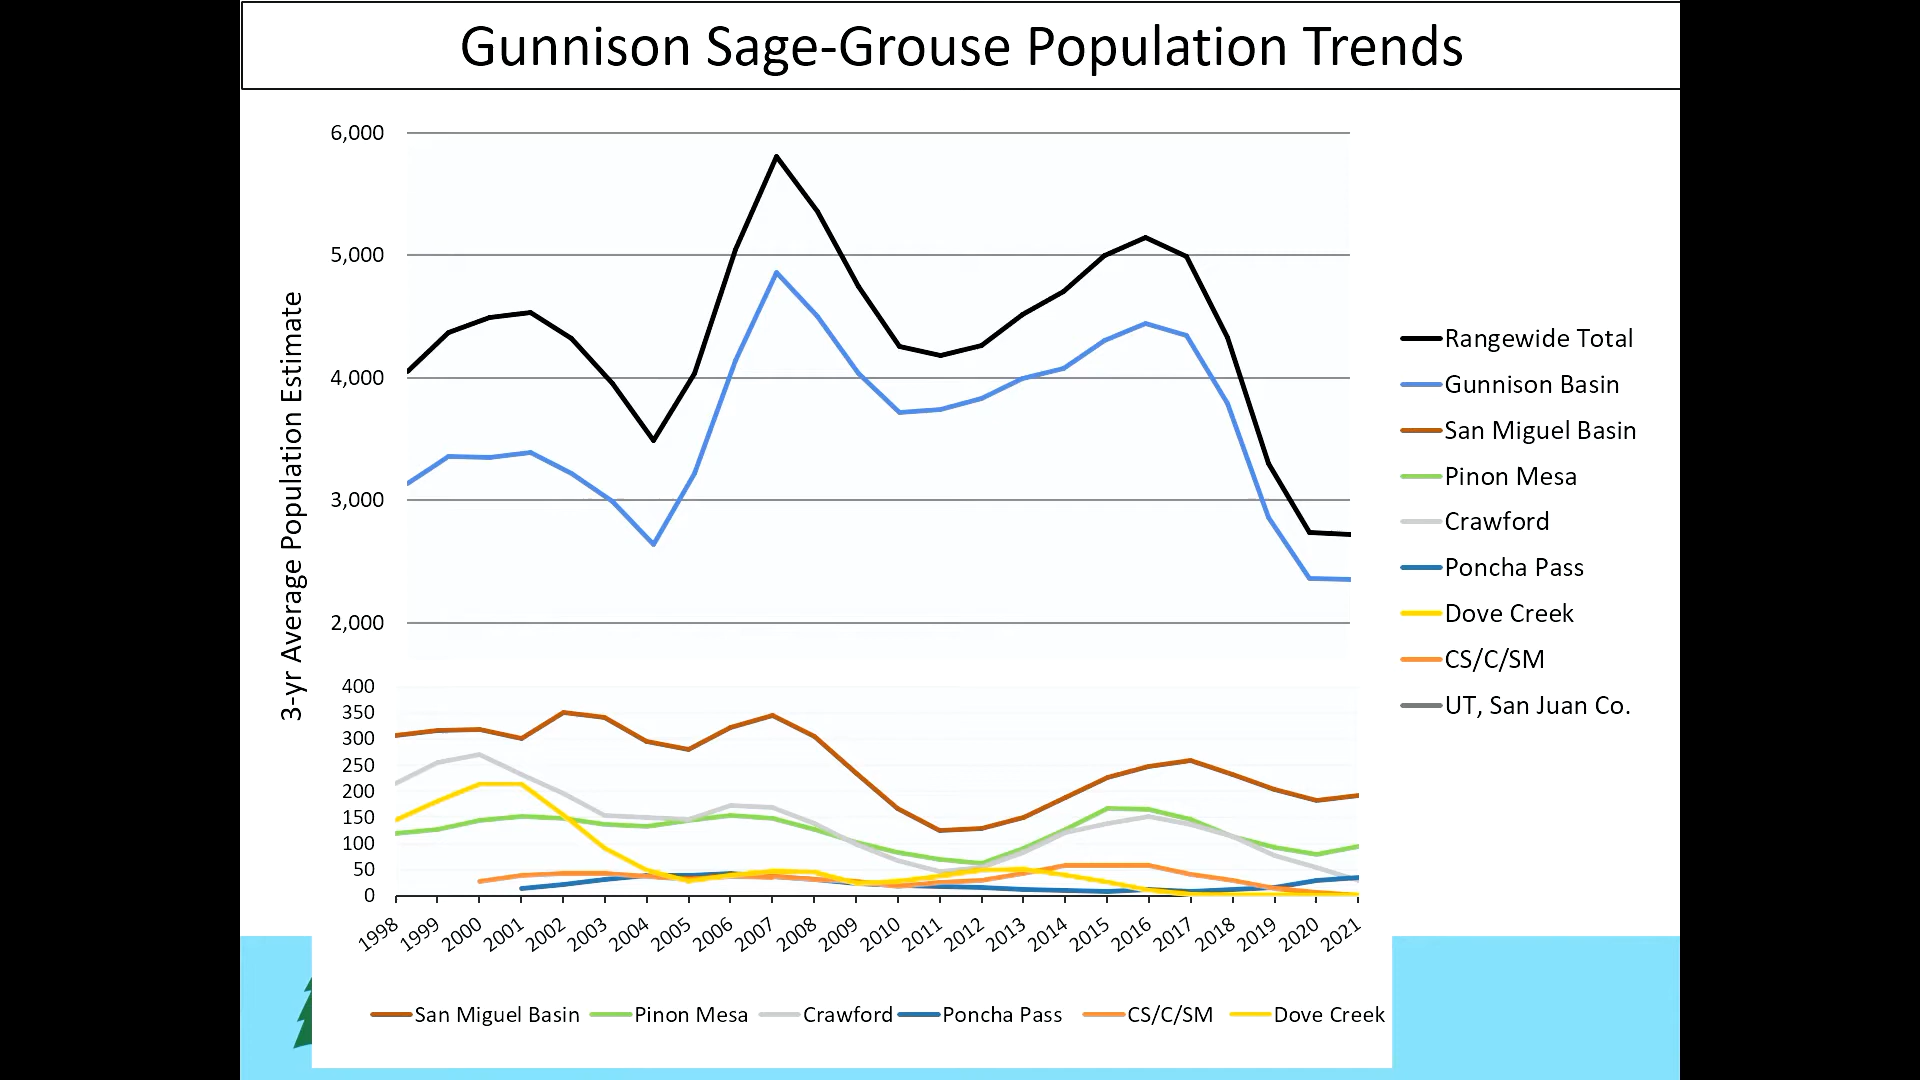 Gunnison Sage-Grouse Population Trends
3-yr Average Population Estimate
6,000
5,000
4,000
3,000
2,000
400
350
300
250
200
150
100
50
0
1998 1999 2000 2001 2002 2003 2004 2005 2006 2007 2008 2009 2010 2011 2012 2013 2014 2015 2016 2017 2018 2019 2020 2021
Rangewide Total
Gunnison Basin
San Miguel Basin
Pinon Mesa
Crawford
Poncha Pass
Dove Creek
CS/C/SM
UT, San Juan Co.
San Miguel Basin Pinon Mesa Crawford Poncha Pass CS/C/SM Dove Creek